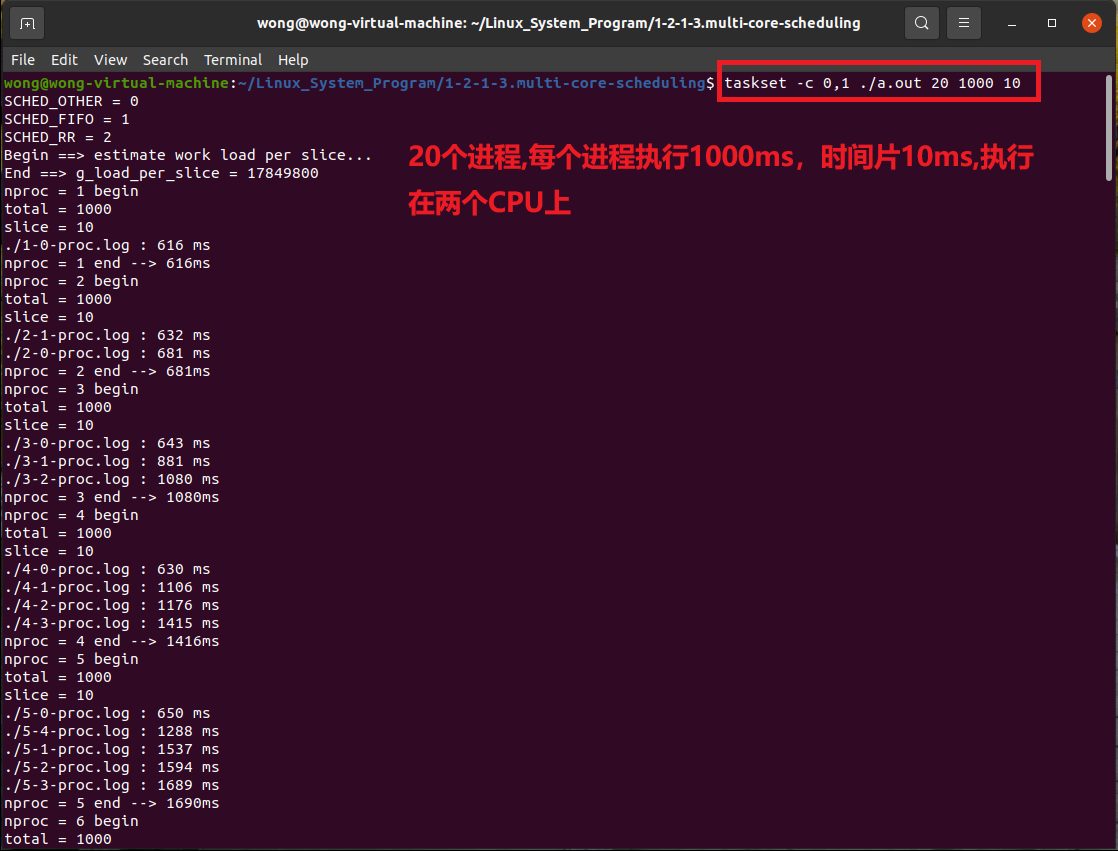 wong@wong-virtual-machine: ~/Linux_System_Program/1-2-1-3.multi-core-scheduling
File Edit View Search Terminal Help
wong@wong-virtual-machine:~/Linux_System_Program/1-2-1-3.multi-core-scheduling$ taskset -c 0,1 ./a.out 20 1000 10
SCHED_OTHER = 0
SCHED_FIFO = 1
SCHED_RR = 2
Begin ==> estimate work load per slice...
20个进程,每个进程执行1000ms，时间片10ms,执行
End ==> g_load_per_slice = 17849800
nproc = 1 begin
在两个CPU上
total = 1000
slice = 10
./1-0-proc.log : 616 ms
nproc = 1 end --> 616ms
nproc = 2 begin
total = 1000
slice = 10
./2-1-proc.log : 632 ms
./2-0-proc.log : 681 ms
nproc = 2 end --> 681ms
nproc = 3 begin
total = 1000
slice = 10
./3-0-proc.log : 643 ms
./3-1-proc.log : 881 ms
./3-2-proc.log : 1080 ms
nproc = 3 end --> 1080ms
nproc = 4 begin
total = 1000
slice = 10
./4-0-proc.log : 630 ms
./4-1-proc.log : 1106 ms
./4-2-proc.log : 1176 ms
./4-3-proc.log : 1415 ms
nproc = 4 end --> 1416ms
nproc = 5 begin
total = 1000
slice = 10
./5-0-proc.log : 650 ms
./5-4-proc.log : 1288 ms
./5-1-proc.log : 1537 ms
./5-2-proc.log : 1594 ms
./5-3-proc.log : 1689 ms
nproc = 5 end --> 1690ms
nproc = 6 begin
total = 1000